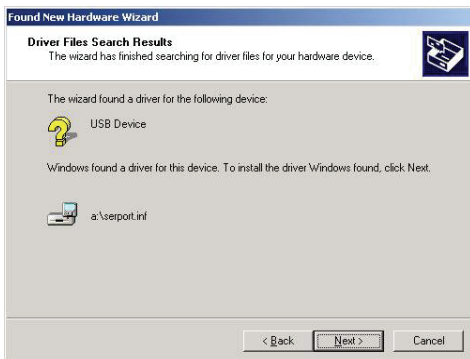 Found New Hardware Wizard
Driver Files Search Results
The wizard has finished searching for driver files for your hardware device.
The wizard found a driver for the following device:
USB Device
Windows found a driver for this device. To install the driver Windows found, click Next.
a:\serport.inf
< Back Next > Cancel